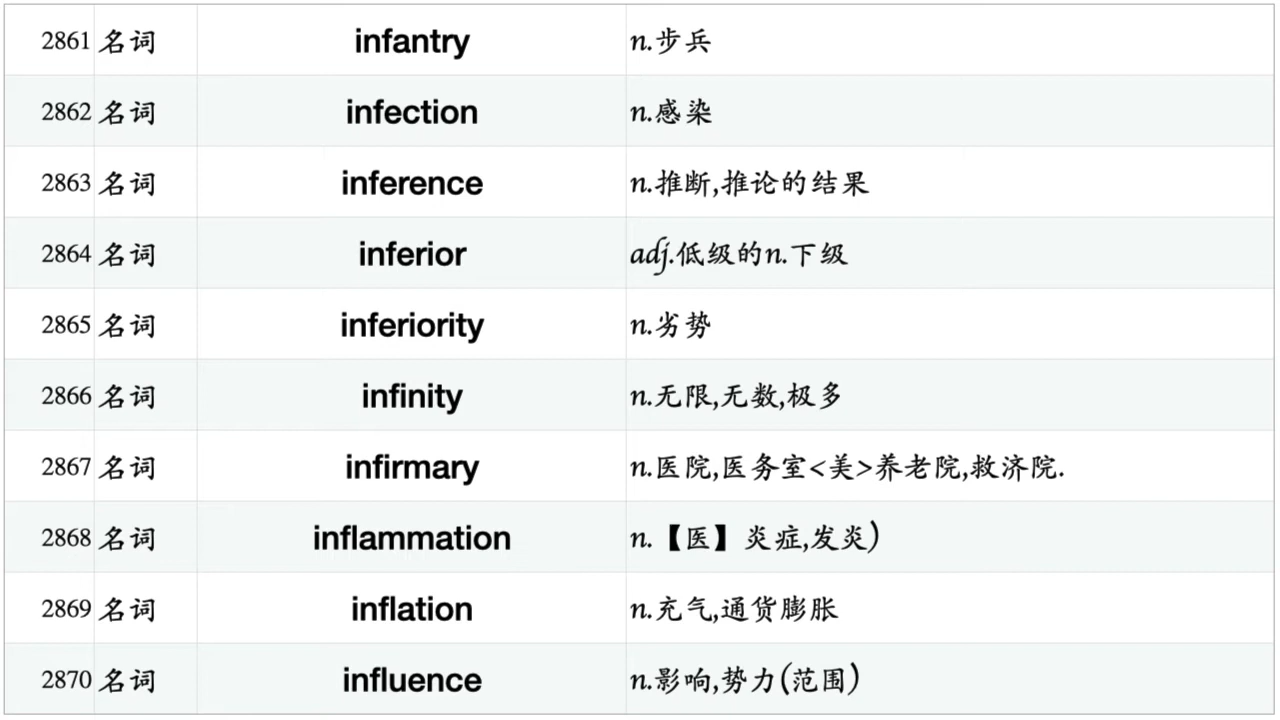 2861 名词 infantry n.步兵
2862 名词 infection n.感染
2863 名词 inference n.推断,推论的结果
2864 名词 inferior adj.低级的n.下级
2865 名词 inferiority n.劣势
2866 名词 infinity n.无限,无数,极多
2867 名词 infirmary n.医院,医务室<美>养老院,救济院.
2868 名词 inflammation n.【医】炎症,发炎)
2869 名词 inflation n.充气,通货膨胀
2870 名词 influence n.影响,势力(范围)